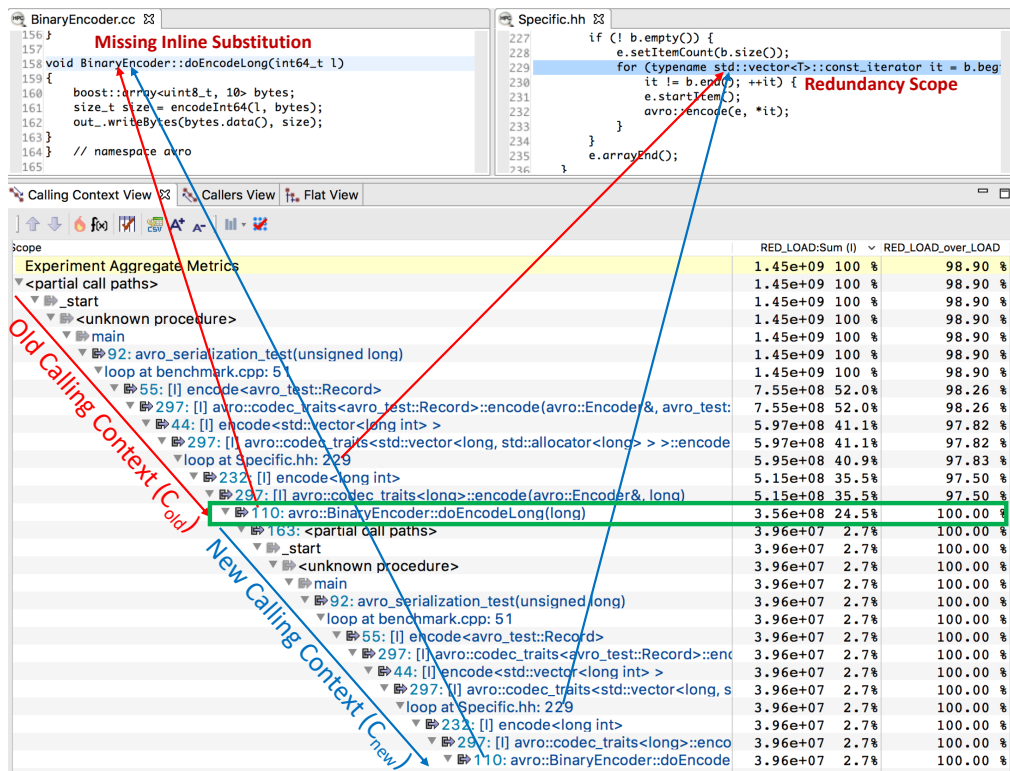 BinaryEncoder.cc
156 }
157
158 void BinaryEncoder::doEncodeLong(int64_t l)
159 {
160 boost::array<uint8_t, 10> bytes;
161 size_t size = encodeInt64(l, bytes);
162 out_.writeBytes(bytes.data(), size);
163 }
164 } // namespace avro
165
Missing Inline Substitution
Specific.hh
227 if (! b.empty()) {
228 e.setItemCount(b.size());
229 for (typename std::vector<T>::const_iterator it = b.beg
230 it != b.end(); ++it) {
231 e.startItem();
232 avro::encode(e, *it);
233 }
234 }
235 e.arrayEnd();
236 }
Redundancy Scope
Calling Context View Callers View Flat View
Scope RED_LOAD:Sum (I) RED_LOAD_over_LOAD
Experiment Aggregate Metrics 1.45e+09 100 % 98.90 %
<partial call paths> 1.45e+09 100 % 98.90 %
_start 1.45e+09 100 % 98.90 %
<unknown procedure> 1.45e+09 100 % 98.90 %
main 1.45e+09 100 % 98.90 %
92: avro_serialization_test(unsigned long) 1.45e+09 100 % 98.90 %
loop at benchmark.cpp: 51 1.45e+09 100 % 98.90 %
55: [I] encode<avro_test::Record> 7.55e+08 52.0% 98.26 %
297: [I] avro::codec_traits<avro_test::Record>::encode(avro::Encoder&, avro_test: 7.55e+08 52.0% 98.26 %
44: [I] encode<std::vector<long int> > 5.97e+08 41.1% 97.82 %
297: [I] avro::codec_traits<std::vector<long, std::allocator<long> > >::encode 5.97e+08 41.1% 97.82 %
loop at Specific.hh: 229 5.95e+08 40.9% 97.83 %
232: [I] encode<long int> 5.15e+08 35.5% 97.50 %
297: [I] avro::codec_traits<long>::encode(avro::Encoder&, long) 5.15e+08 35.5% 97.50 %
110: avro::BinaryEncoder::doEncodeLong(long) 3.56e+08 24.5% 100.00 %
163: <partial call paths> 3.96e+07 2.7% 100.00 %
_start 3.96e+07 2.7% 100.00 %
<unknown procedure> 3.96e+07 2.7% 100.00 %
main 3.96e+07 2.7% 100.00 %
92: avro_serialization_test(unsigned long) 3.96e+07 2.7% 100.00 %
loop at benchmark.cpp: 51 3.96e+07 2.7% 100.00 %
55: [I] encode<avro_test::Record> 3.96e+07 2.7% 100.00 %
297: [I] avro::codec_traits<avro_test::Record>::enc 3.96e+07 2.7% 100.00 %
44: [I] encode<std::vector<long int> > 3.96e+07 2.7% 100.00 %
297: [I] avro::codec_traits<std::vector<long, s 3.96e+07 2.7% 100.00 %
loop at Specific.hh: 229 3.96e+07 2.7% 100.00 %
232: [I] encode<long int> 3.96e+07 2.7% 100.00 %
297: [I] avro::codec_traits<long>::enco 3.96e+07 2.7% 100.00 %
110: avro::BinaryEncoder::doEncode 3.96e+07 2.7% 100.00 %
Old Calling Context (Cold)
New Calling Context (Cnew)